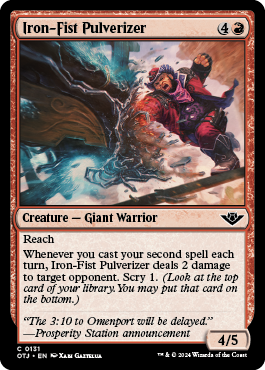 Iron-Fist Pulverizer 4
Creature — Giant Warrior
Reach
Whenever you cast your second spell each
turn, Iron-Fist Pulverizer deals 2 damage
to target opponent. Scry 1. (Look at the top
card of your library. You may put that card
on the bottom.)
“The 3:10 to Omenport will be delayed.”
—Prosperity Station announcement
4/5
C 0131
OTJ • EN Xabi Gaztelua
™ & © 2024 Wizards of the Coast